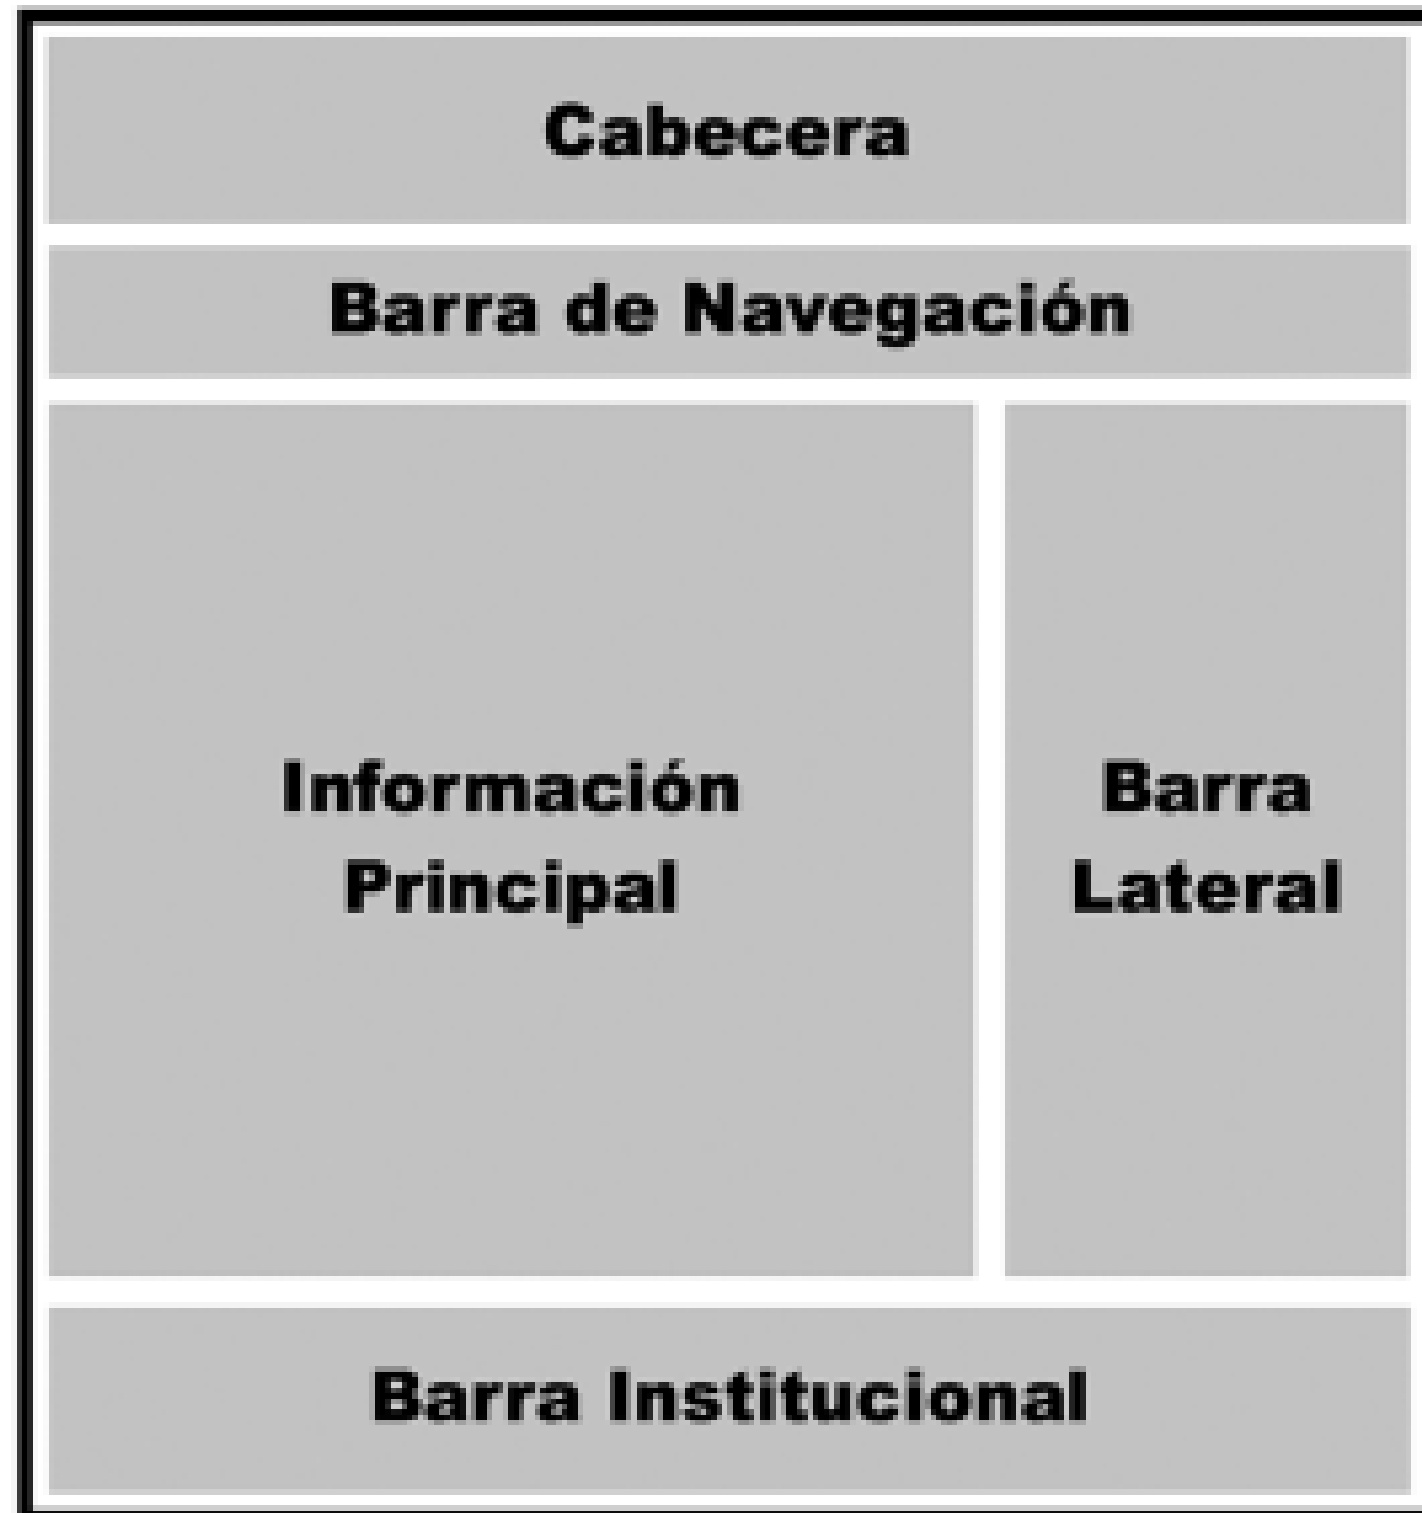 Cabecera
Barra de Navegación
Información
Principal
Barra
Lateral
Barra Institucional